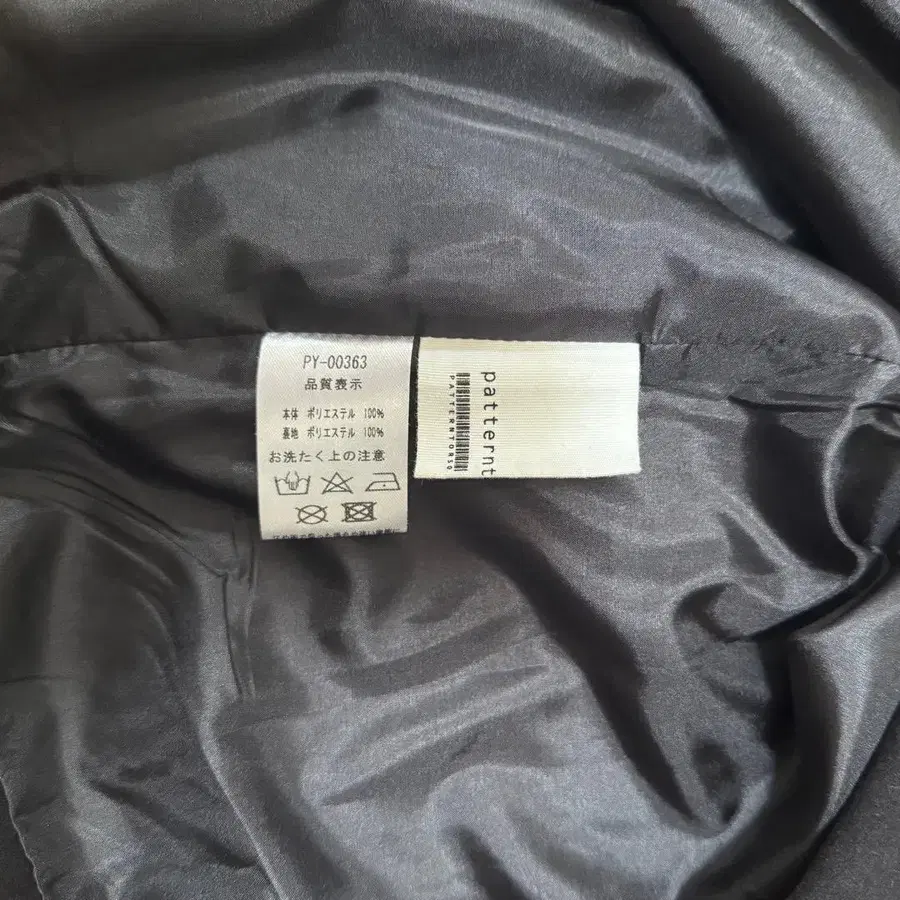 PY-00363
品質表示
本体 ポリエステル 100%
裏地 ポリエステル 100%
お洗たく上の注意
patternt
PATTERNTORSO